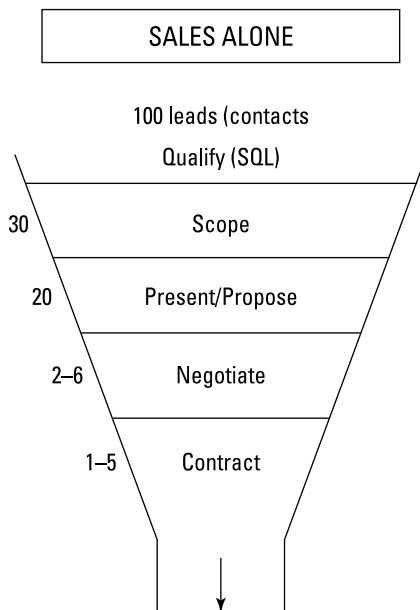 SALES ALONE
100 leads (contacts
Qualify (SQL)
30 Scope
20 Present/Propose
2–6 Negotiate
1–5 Contract